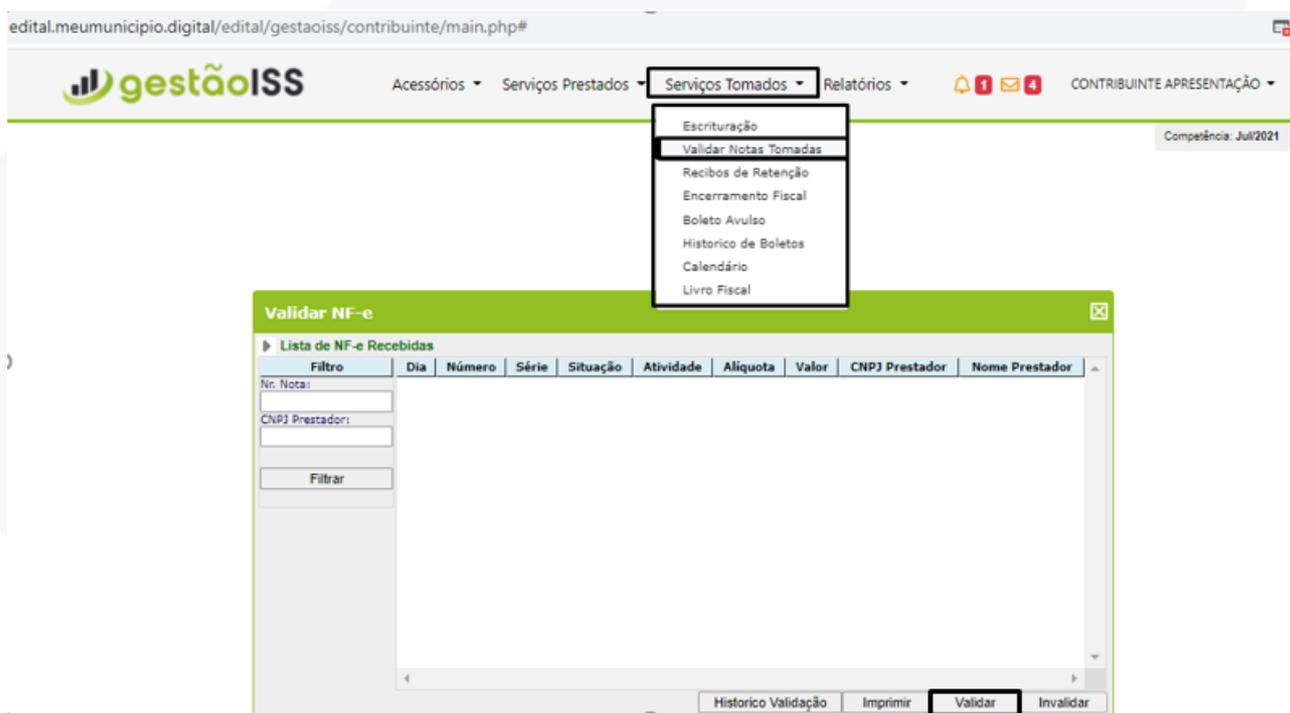 edital.meumunicipio.digital/edital/gestaoiss/contribuinte/main.php#
gestãoISS
Acessórios Serviços Prestados Serviços Tomados Relatórios 1 4 CONTRIBUINTE APRESENTAÇÃO
Competência: Jul/2021
Escrituração
Validar Notas Tomadas
Recibos de Retenção
Encerramento Fiscal
Boleto Avulso
Historico de Boletos
Calendário
Livro Fiscal
Validar NF-e
Lista de NF-e Recebidas
Filtro Dia Número Série Situação Atividade Alíquota Valor CNPJ Prestador Nome Prestador
Nr. Nota:
CNPJ Prestador:
Filtrar
Historico Validação Imprimir Validar Invalidar